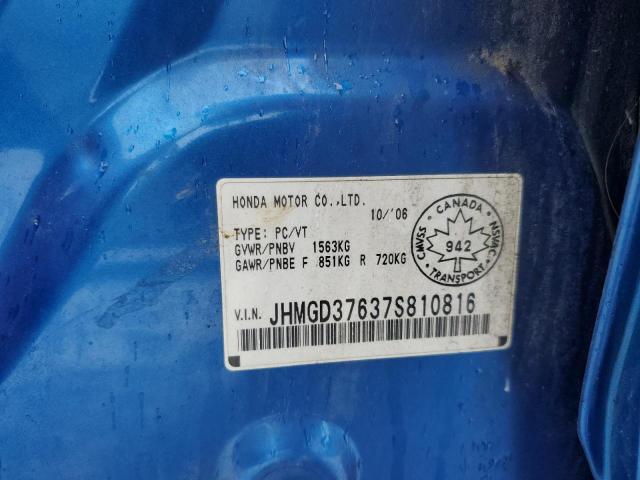 HONDA MOTOR CO.,LTD.
10/'06
TYPE: PC/VT
GVWR/PNBV 1563KG
GAWR/PNBE F 851KG R 720KG
V.I.N. JHMGD37637S810816
CANADA
CMVSS 942 NSVAC
TRANSPORT